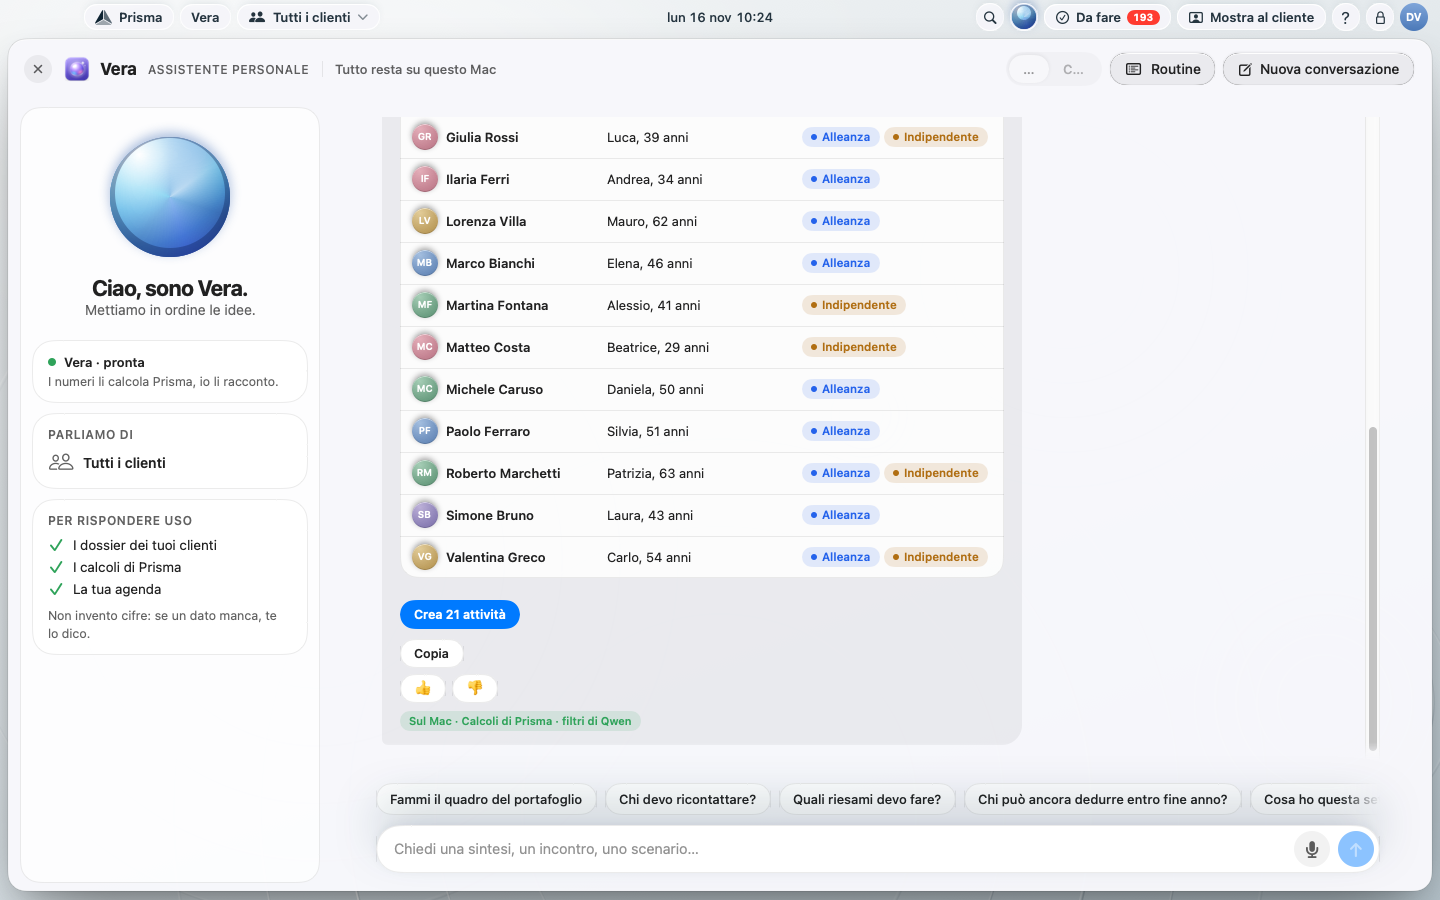 Prisma
Vera
Tutti i clienti
lun 16 nov 10:24
Da fare 193
Mostra al cliente
?
DV
Vera ASSISTENTE PERSONALE
Tutto resta su questo Mac
...
C...
Routine
Nuova conversazione
Ciao, sono Vera.
Mettiamo in ordine le idee.
Vera · pronta
I numeri li calcola Prisma, io li racconto.
PARLIAMO DI
Tutti i clienti
PER RISPONDERE USO
I dossier dei tuoi clienti
I calcoli di Prisma
La tua agenda
Non invento cifre: se un dato manca, te
lo dico.
GR Giulia Rossi Luca, 39 anni Alleanza Indipendente
IF Ilaria Ferri Andrea, 34 anni Alleanza
LV Lorenza Villa Mauro, 62 anni Alleanza
MB Marco Bianchi Elena, 46 anni Alleanza
MF Martina Fontana Alessio, 41 anni Indipendente
MC Matteo Costa Beatrice, 29 anni Indipendente
MC Michele Caruso Daniela, 50 anni Alleanza
PF Paolo Ferraro Silvia, 51 anni Alleanza
RM Roberto Marchetti Patrizia, 63 anni Alleanza Indipendente
SB Simone Bruno Laura, 43 anni Alleanza
VG Valentina Greco Carlo, 54 anni Alleanza Indipendente
Crea 21 attività
Copia
Sul Mac · Calcoli di Prisma · filtri di Qwen
Fammi il quadro del portafoglio
Chi devo ricontattare?
Quali riesami devo fare?
Chi può ancora dedurre entro fine anno?
Cosa ho questa se
Chiedi una sintesi, un incontro, uno scenario...